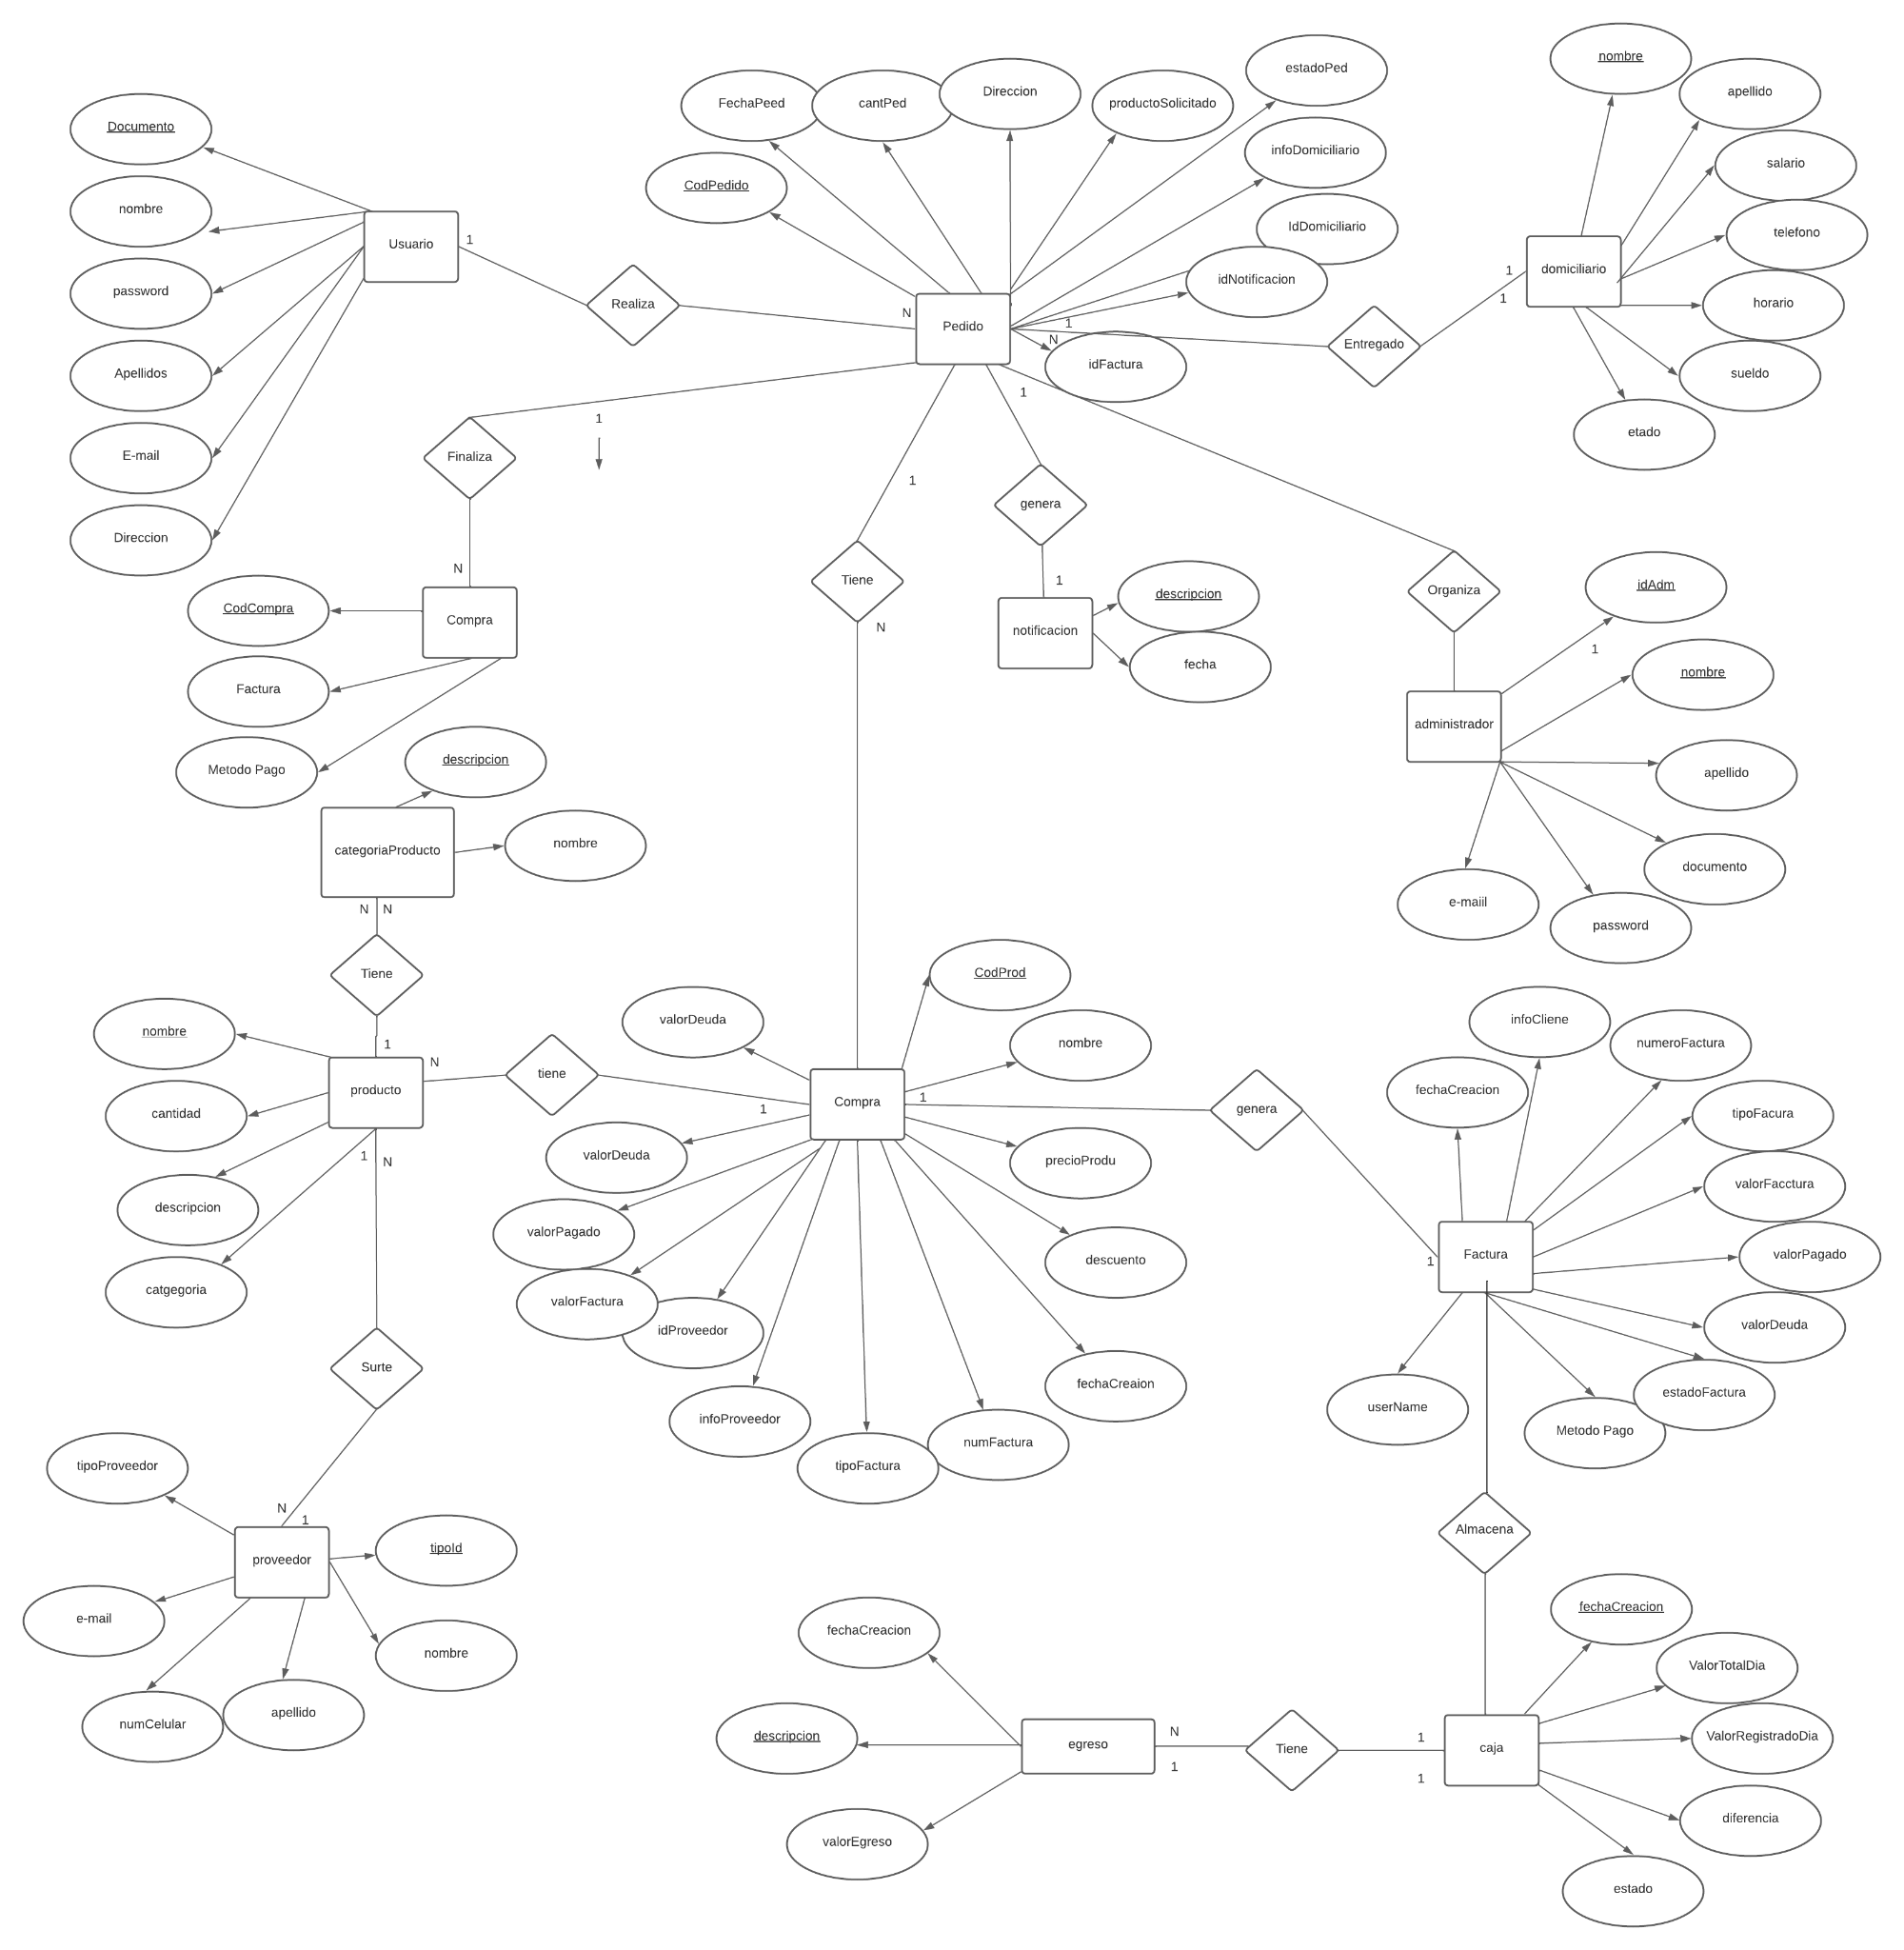 nombre
estadoPed
FechaPeed
cantPed
Direccion
productoSolicitado
apellido
Documento
infoDomiciliario
salario
CodPedido
nombre
IdDomiciliario
telefono
Usuario
1
domiciliario
1
idNotificacion
password
Realiza
N
Pedido
1
1
horario
N
Entregado
idFactura
Apellidos
sueldo
1
1
etado
E-mail
Finaliza
1
genera
Direccion
N
Tiene
1
descripcion
Organiza
idAdm
CodCompra
Compra
N
notificacion
fecha
1
nombre
Factura
administrador
Metodo Pago
descripcion
apellido
categoriaProducto
nombre
documento
e-maiil
password
N
N
Tiene
CodProd
valorDeuda
infoCliene
nombre
1
N
nombre
numeroFactura
tiene
producto
fechaCreacion
cantidad
1
Compra
1
genera
tipoFacura
valorDeuda
1
N
precioProdu
valorFacctura
descripcion
valorPagado
descuento
1
Factura
valorPagado
catgegoria
valorFactura
idProveedor
valorDeuda
Surte
fechaCreaion
estadoFactura
infoProveedor
userName
Metodo Pago
numFactura
tipoProveedor
tipoFactura
N
1
Almacena
proveedor
tipoId
fechaCreacion
e-mail
fechaCreacion
nombre
ValorTotalDia
apellido
numCelular
descripcion
egreso
N
1
Tiene
1
1
caja
ValorRegistradoDia
diferencia
valorEgreso
estado